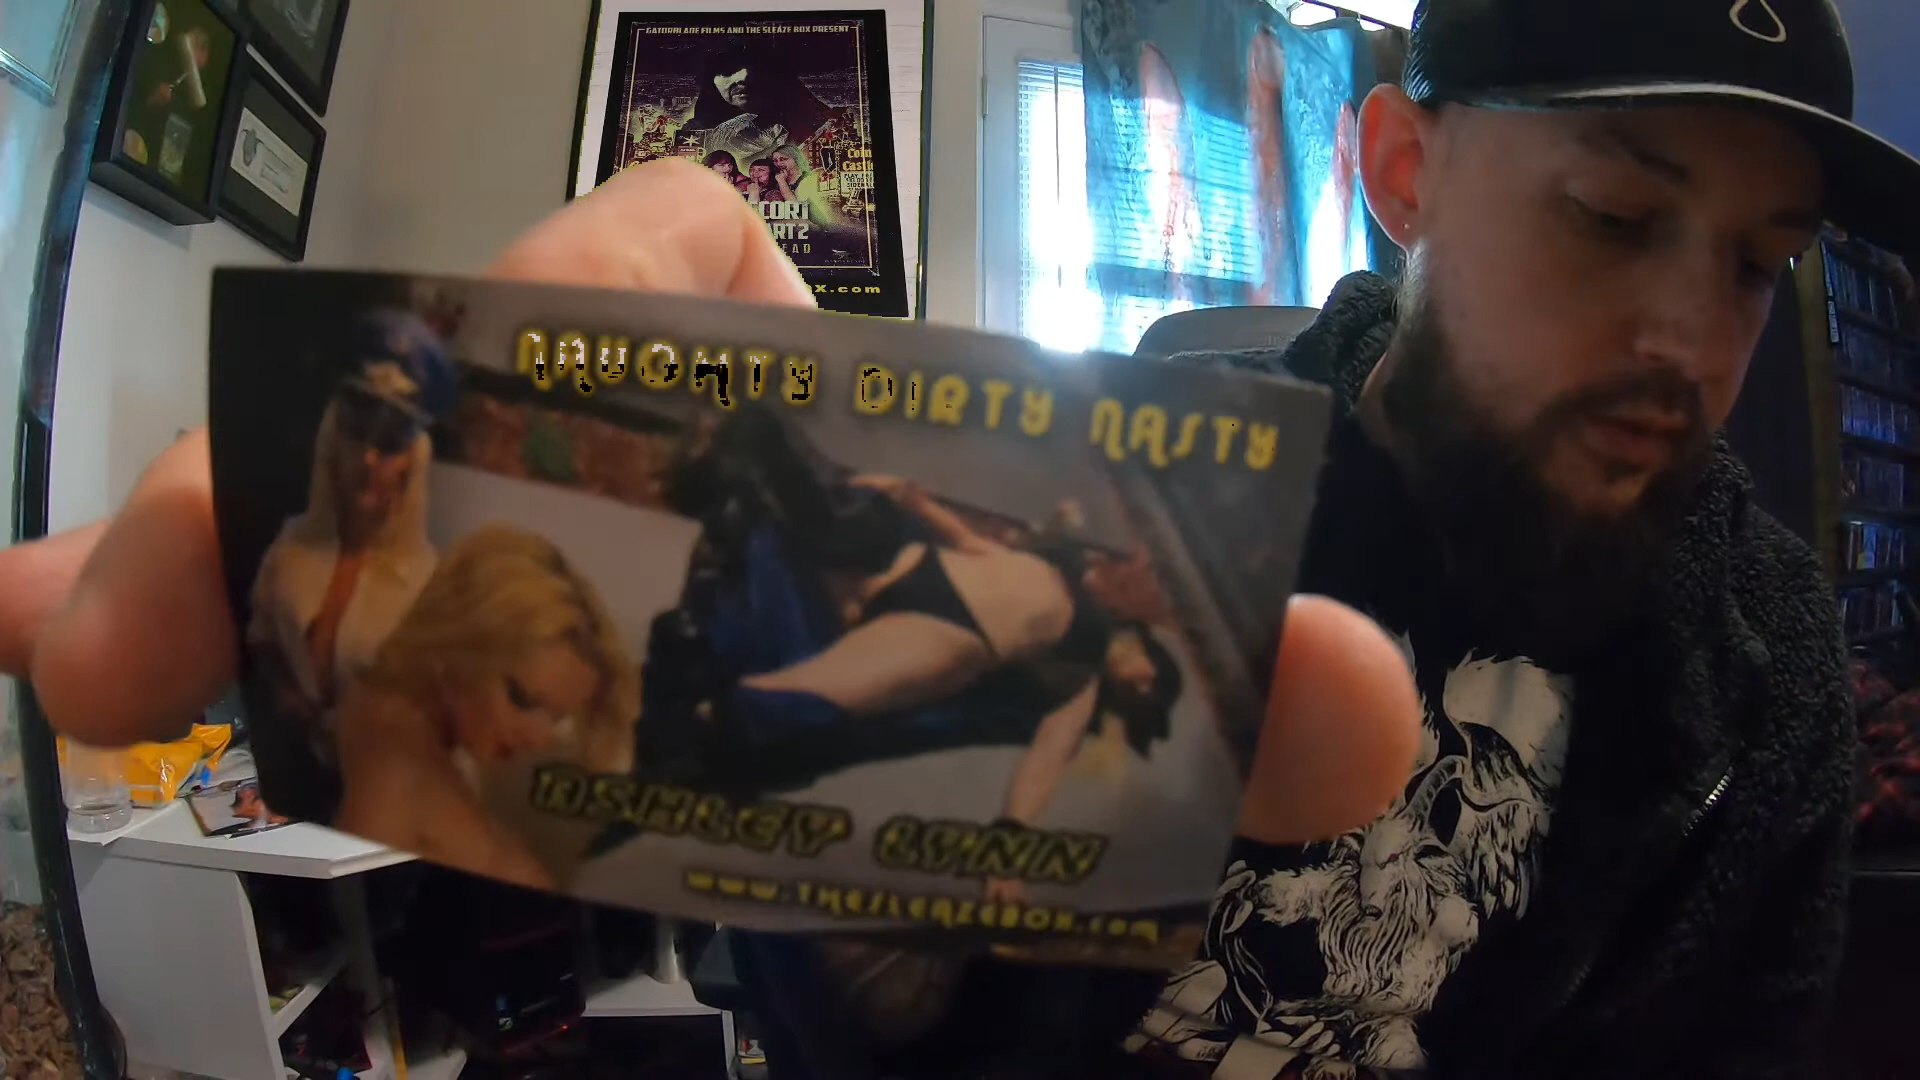 GATORBLADE FILMS AND THE SLEAZE BOX PRESENT
NAUGHTY DIRTY NASTY
ASHLEY LYNN
WWW.THESLEAZEBOX.COM